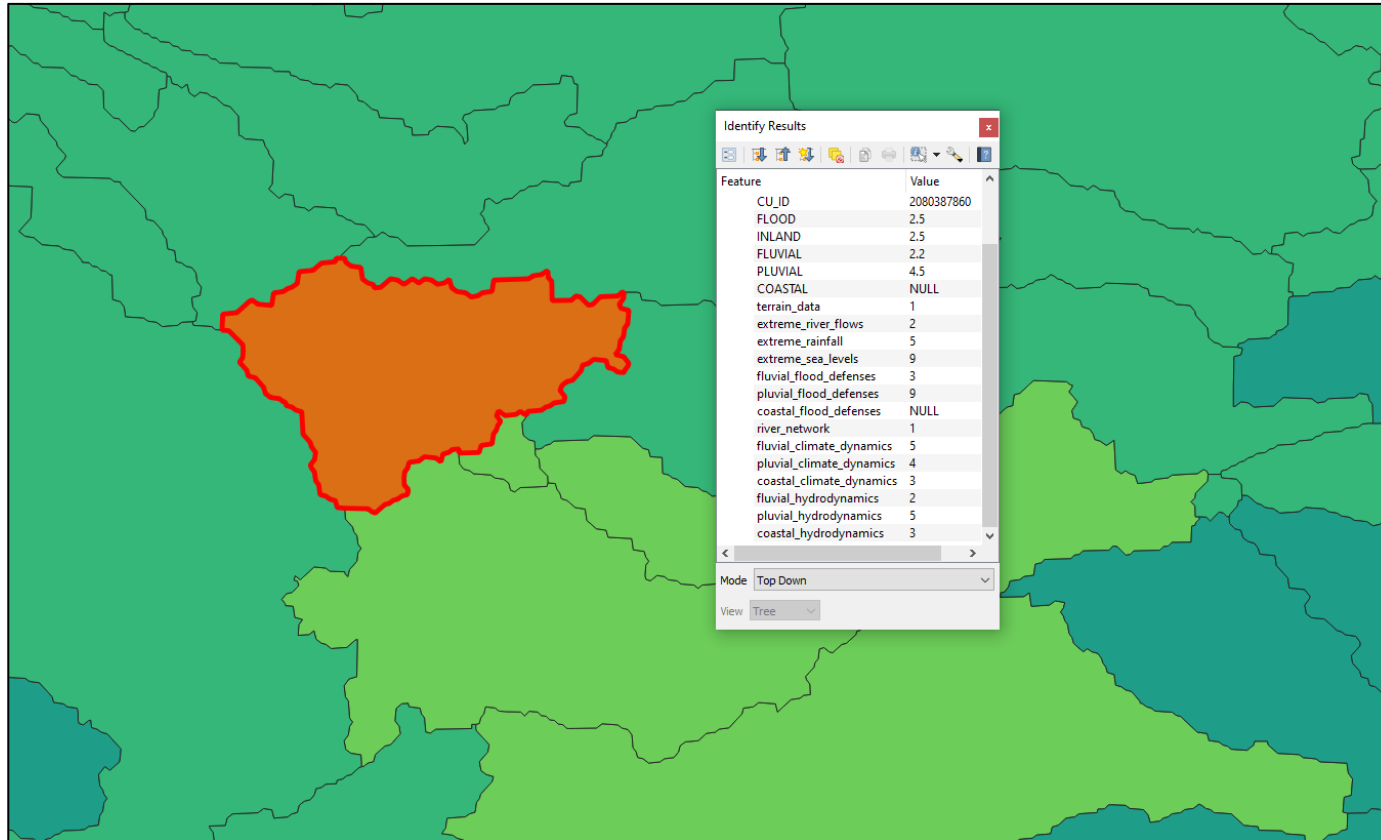 Identify Results
x
Feature Value
CU_ID 2080387860
FLOOD 2.5
INLAND 2.5
FLUVIAL 2.2
PLUVIAL 4.5
COASTAL NULL
terrain_data 1
extreme_river_flows 2
extreme_rainfall 5
extreme_sea_levels 9
fluvial_flood_defenses 3
pluvial_flood_defenses 9
coastal_flood_defenses NULL
river_network 1
fluvial_climate_dynamics 5
pluvial_climate_dynamics 4
coastal_climate_dynamics 3
fluvial_hydrodynamics 2
pluvial_hydrodynamics 5
coastal_hydrodynamics 3
Mode Top Down
View Tree